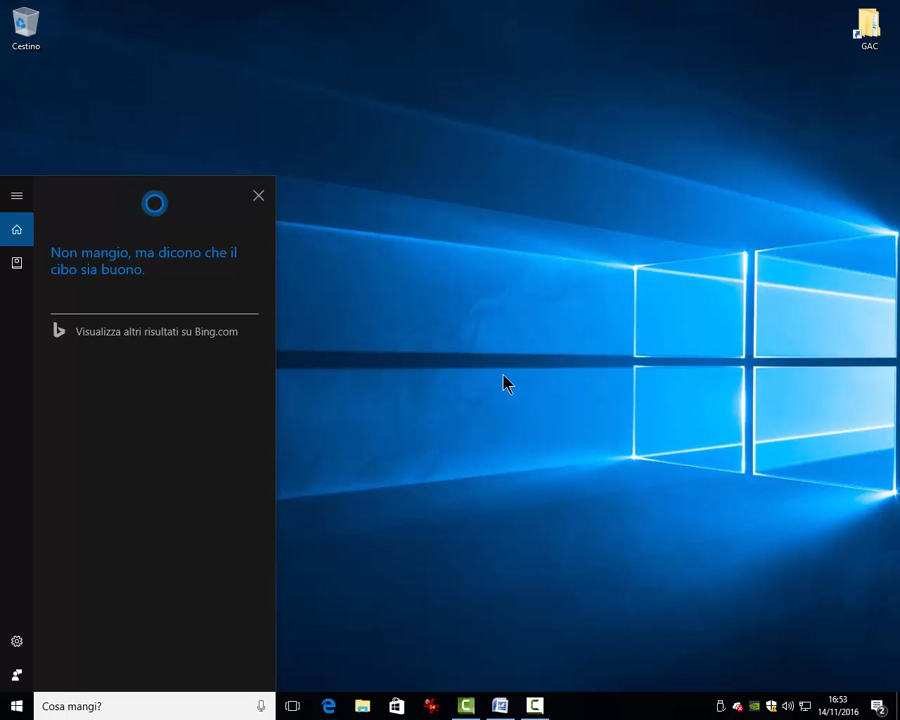 Cestino
GAC
Non mangio, ma dicono che il
cibo sia buono.
Visualizza altri risultati su Bing.com
Cosa mangi?
16:53
14/11/2016
2